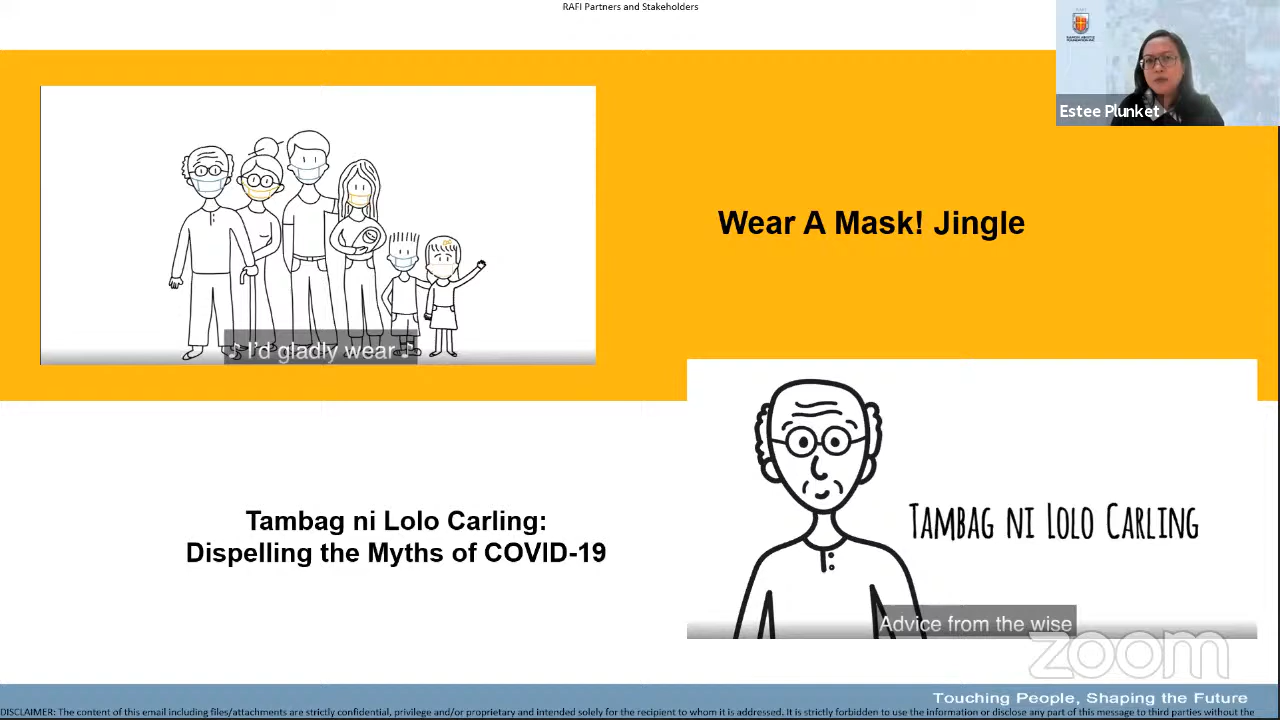 RAFI Partners and Stakeholders
Estee Plunket
Wear A Mask! Jingle
♪ I'd gladly wear ♪
Tambag ni Lolo Carling:
Dispelling the Myths of COVID-19
TAMBAG NI LOLO CARLING
Advice from the wise
zoom
Touching People, Shaping the Future
DISCLAIMER: The content of this email including files/attachments are strictly confidential, privilege and/or proprietary and intended solely for the recipient to whom it is addressed. It is strictly forbidden to use the information or disclose any part of this message to third parties without the